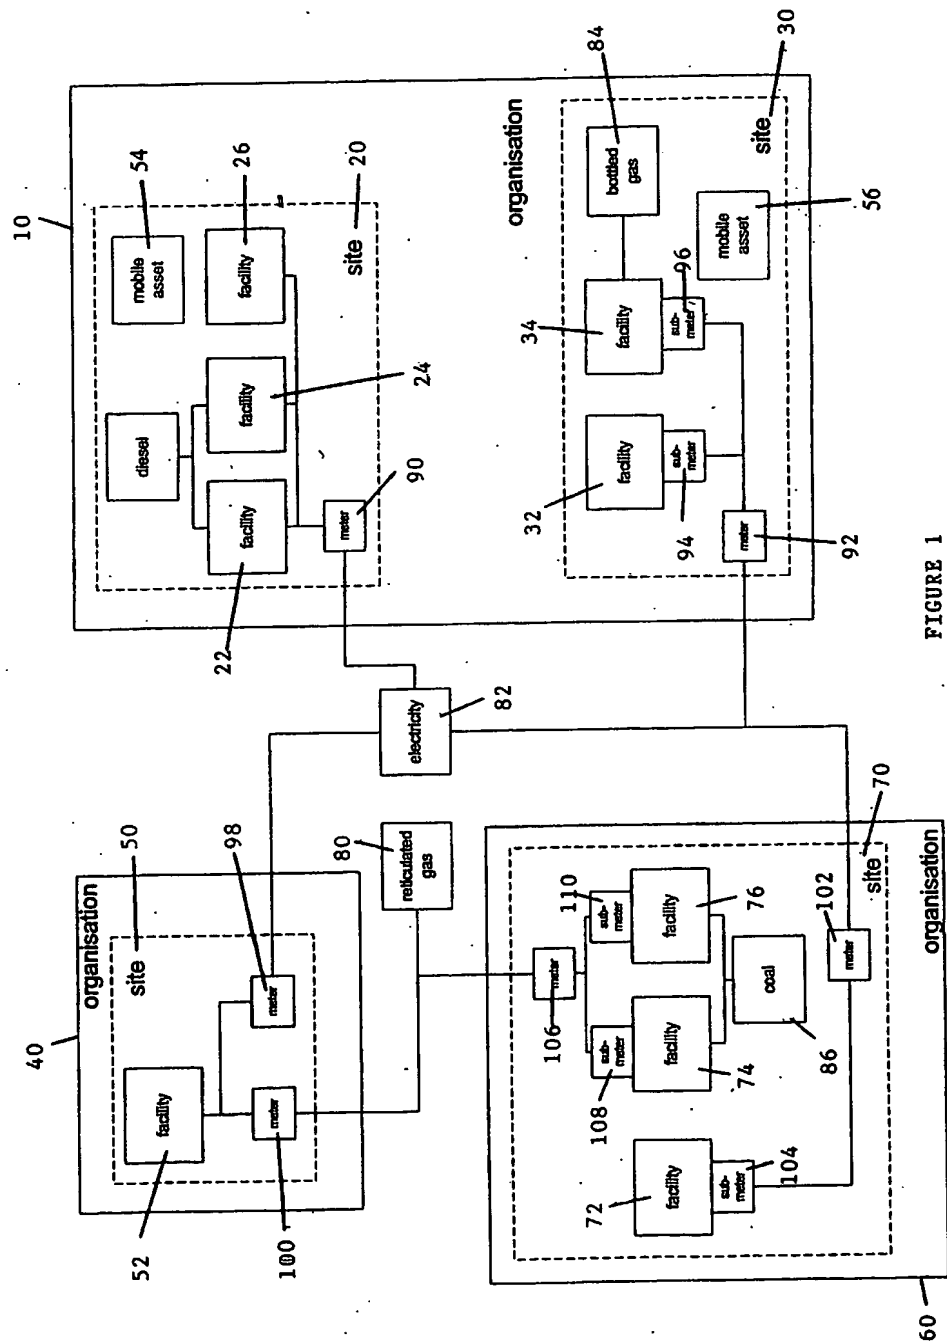 10
54
mobile
asset
26
facility
20
site
diesel
facility
24
facility
22
meter
90
organisation
84
bottled
gas
site
30
34
facility
sub-
meter
96
mobile
asset
56
32
facility
sub-
meter
94
meter
92
electricity
82
40
organisation
50
site
98
meter
facility
52
meter
100
80
reticulated
gas
70
site
110
sub-
meter
facility
76
102
meter
organisation
meter
106
sub-
meter
108
facility
74
coal
86
72
facility
sub-
meter
104
60
FIGURE 1